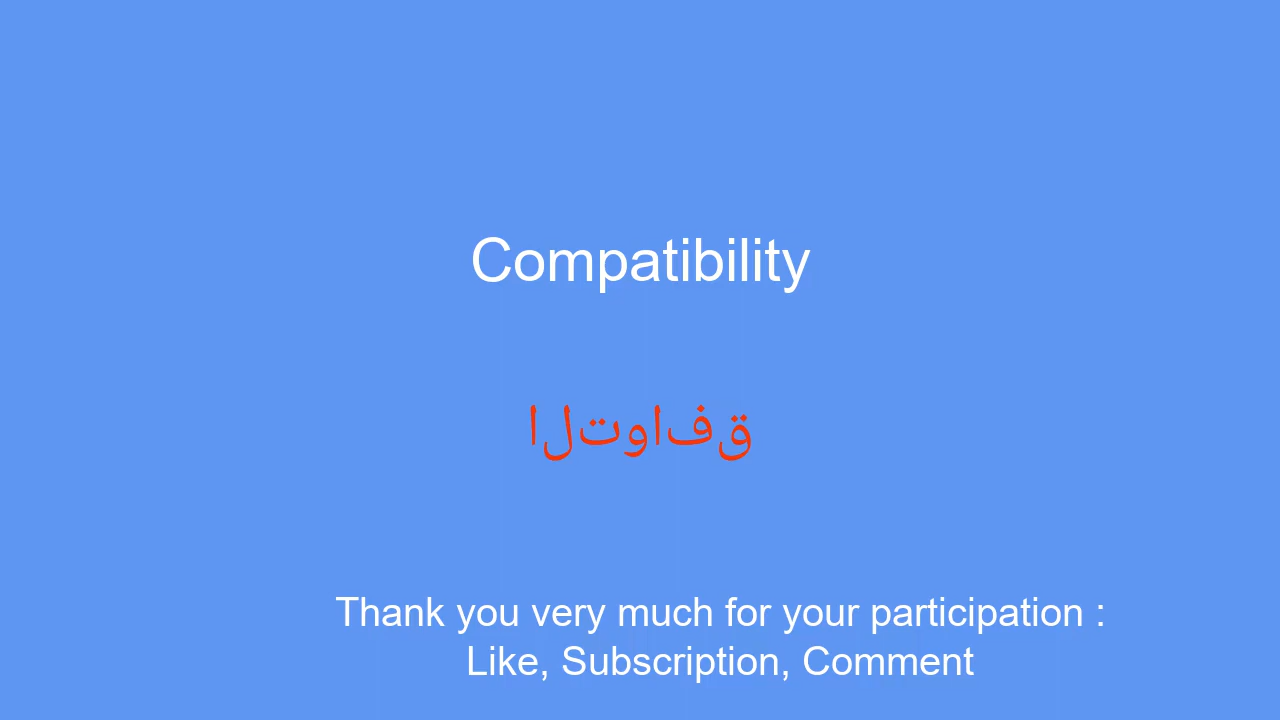 Compatibility
التوافق
Thank you very much for your participation :
Like, Subscription, Comment